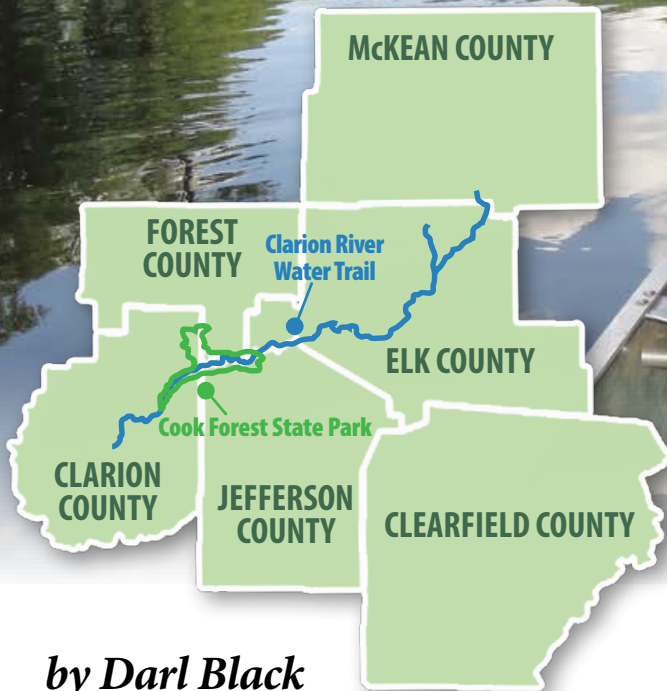 McKEAN COUNTY
FOREST
COUNTY
Clarion River
Water Trail
ELK COUNTY
Cook Forest State Park
CLARION
COUNTY
JEFFERSON
COUNTY
CLEARFIELD COUNTY
by Darl Black